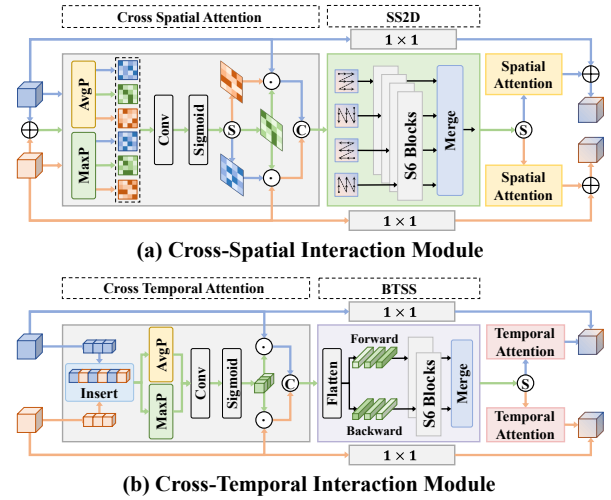 Cross Spatial Attention
SS2D
1 × 1
AvgP
MaxP
Conv
Sigmoid
S
C
S6 Blocks
Merge
Spatial
Attention
S
Spatial
Attention
1 × 1
(a) Cross-Spatial Interaction Module
Cross Temporal Attention
BTSS
1 × 1
Insert
AvgP
MaxP
Conv
Sigmoid
C
Flatten
Forward
Backward
S6 Blocks
Merge
Temporal
Attention
S
Temporal
Attention
1 × 1
(b) Cross-Temporal Interaction Module